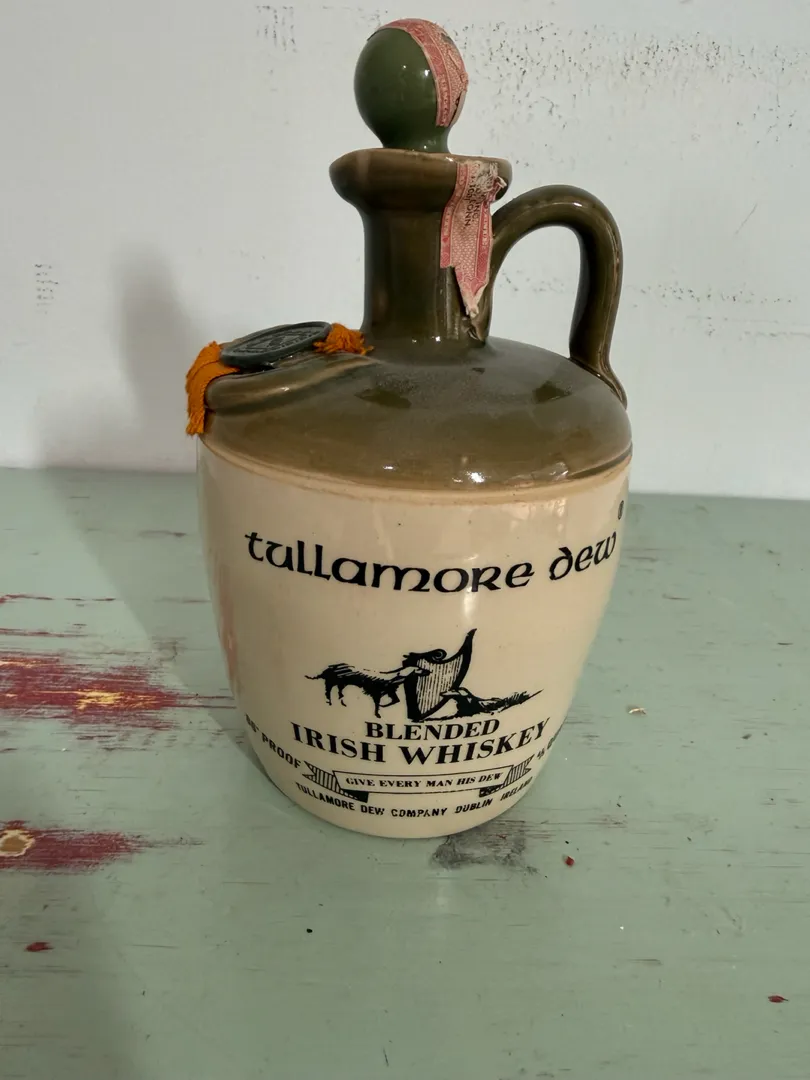 tullamore dew ®
BLENDED
IRISH WHISKEY
PROOF
GIVE EVERY MAN HIS DEW
TULLAMORE DEW COMPANY DUBLIN IRELAND